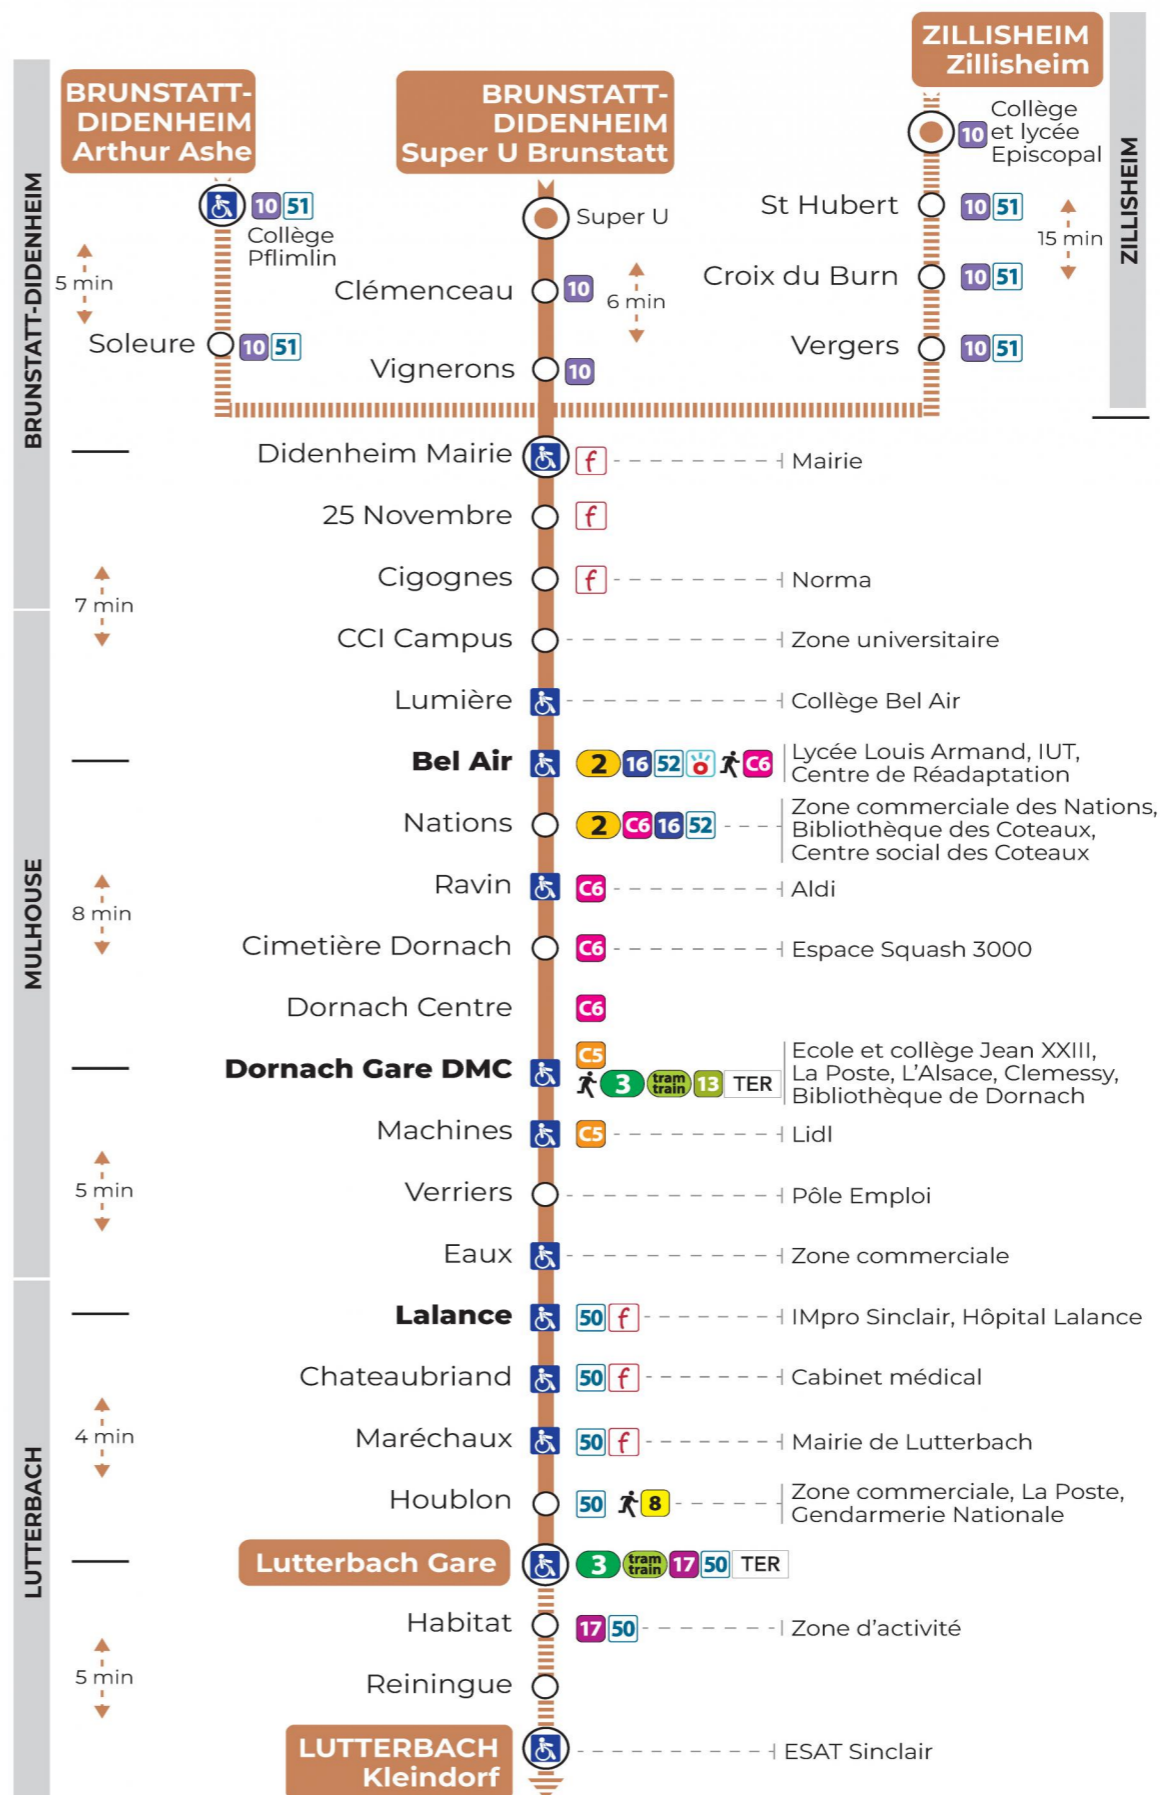 ZILLISHEIM
Zillisheim
BRUNSTATT-
DIDENHEIM
Arthur Ashe
BRUNSTATT-
DIDENHEIM
Super U Brunstatt
BRUNSTATT-DIDENHEIM
ZILLISHEIM
10
Collège
et lycée
Episcopal
10 51
Collège
Pflimlin
Super U
St Hubert 10 51
15 min
5 min
Clémenceau 10
6 min
Croix du Burn 10 51
Soleure 10 51
Vignerons 10
Vergers 10 51
Didenheim Mairie f Mairie
25 Novembre f
Cigognes f Norma
7 min
CCI Campus Zone universitaire
Lumière Collège Bel Air
MULHOUSE
Bel Air 2 16 52 C6
Lycée Louis Armand, IUT,
Centre de Réadaptation
Nations 2 C6 16 52
Zone commerciale des Nations,
Bibliothèque des Coteaux,
Centre social des Coteaux
Ravin C6 Aldi
8 min
Cimetière Dornach C6 Espace Squash 3000
Dornach Centre C6
Dornach Gare DMC C5
3 tram train 13 TER
Ecole et collège Jean XXIII,
La Poste, L'Alsace, Clemessy,
Bibliothèque de Dornach
Machines C5 Lidl
5 min
Verriers Pôle Emploi
Eaux Zone commerciale
LUTTERBACH
Lalance 50 f IMpro Sinclair, Hôpital Lalance
Chateaubriand 50 f Cabinet médical
4 min
Maréchaux 50 f Mairie de Lutterbach
Houblon 50 8
Zone commerciale, La Poste,
Gendarmerie Nationale
Lutterbach Gare 3 tram train 17 50 TER
Habitat 17 50 Zone d'activité
5 min
Reiningue
LUTTERBACH
Kleindorf
ESAT Sinclair